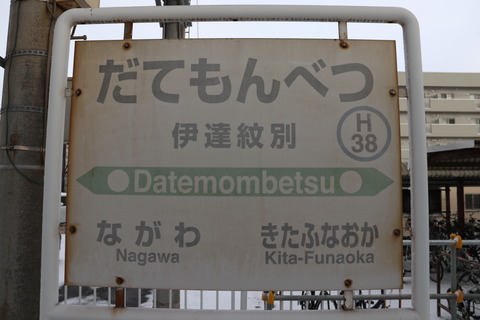 だてもんべつ
伊達紋別
H
38
Datemombetsu
ながわ
Nagawa
きたふなおか
Kita-Funaoka